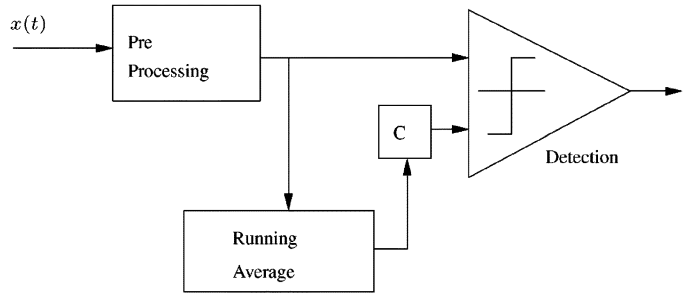 x(t)
Pre
Processing
C
Detection
Running
Average